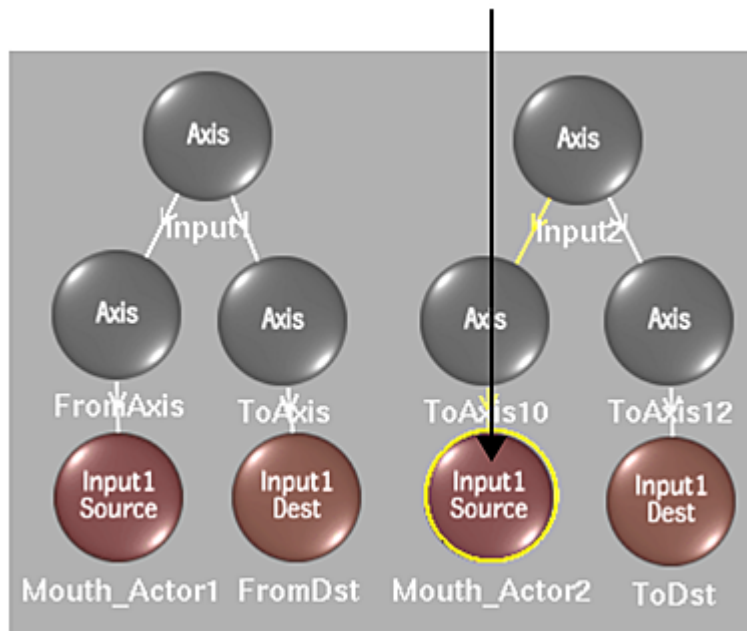 Axis
Axis
Input1
Input2
Axis
Axis
Axis
Axis
FromAxis
ToAxis
ToAxis10
ToAxis12
Input1
Source
Input1
Dest
Input1
Source
Input1
Dest
Mouth_Actor1
FromDst
Mouth_Actor2
ToDst